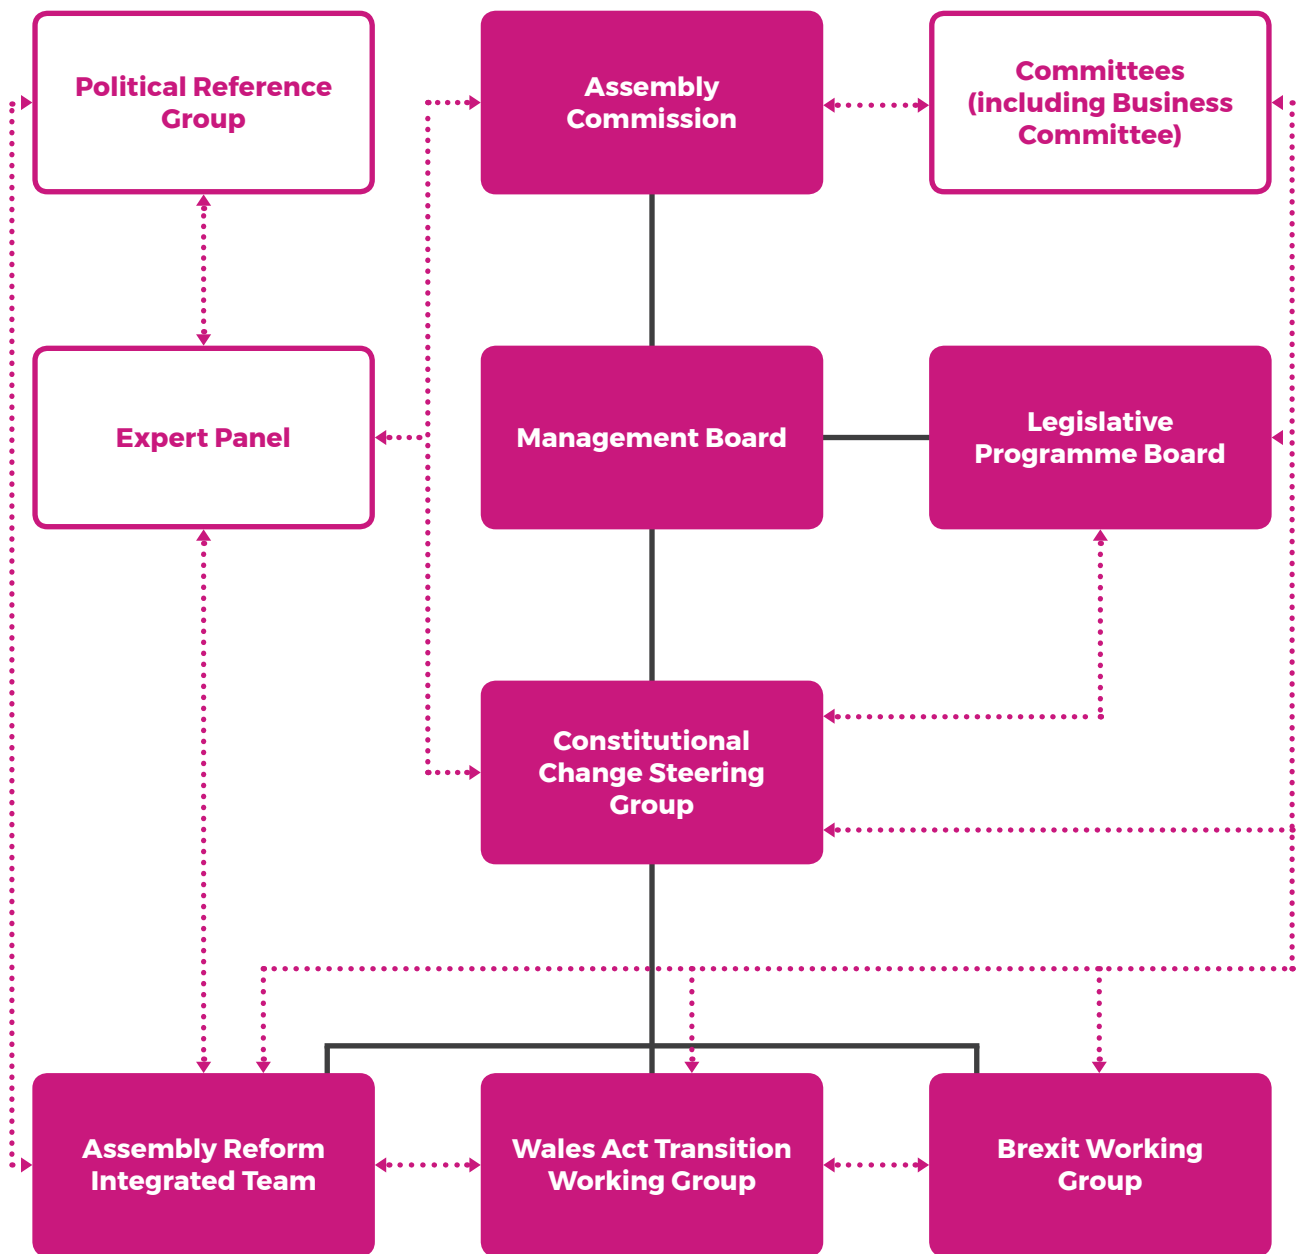 Political Reference
Group
Assembly
Commission
Committees
(including Business
Committee)
Expert Panel
Management Board
Legislative
Programme Board
Constitutional
Change Steering
Group
Assembly Reform
Integrated Team
Wales Act Transition
Working Group
Brexit Working
Group